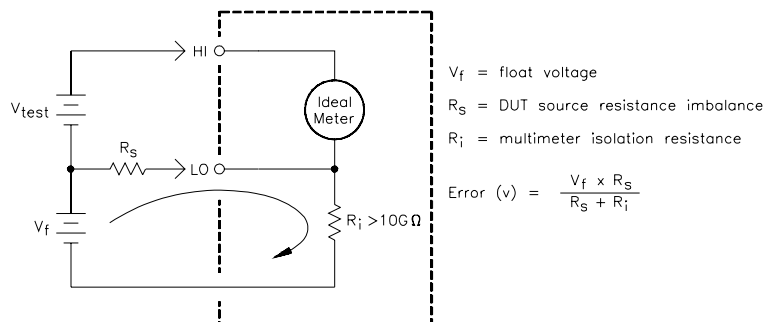 HI
V_test
Ideal
Meter
R_s
LO
V_f
R_i >10GΩ
V_f = float voltage
R_s = DUT source resistance imbalance
R_i = multimeter isolation resistance
Error (v) = V_f x R_s
R_s + R_i